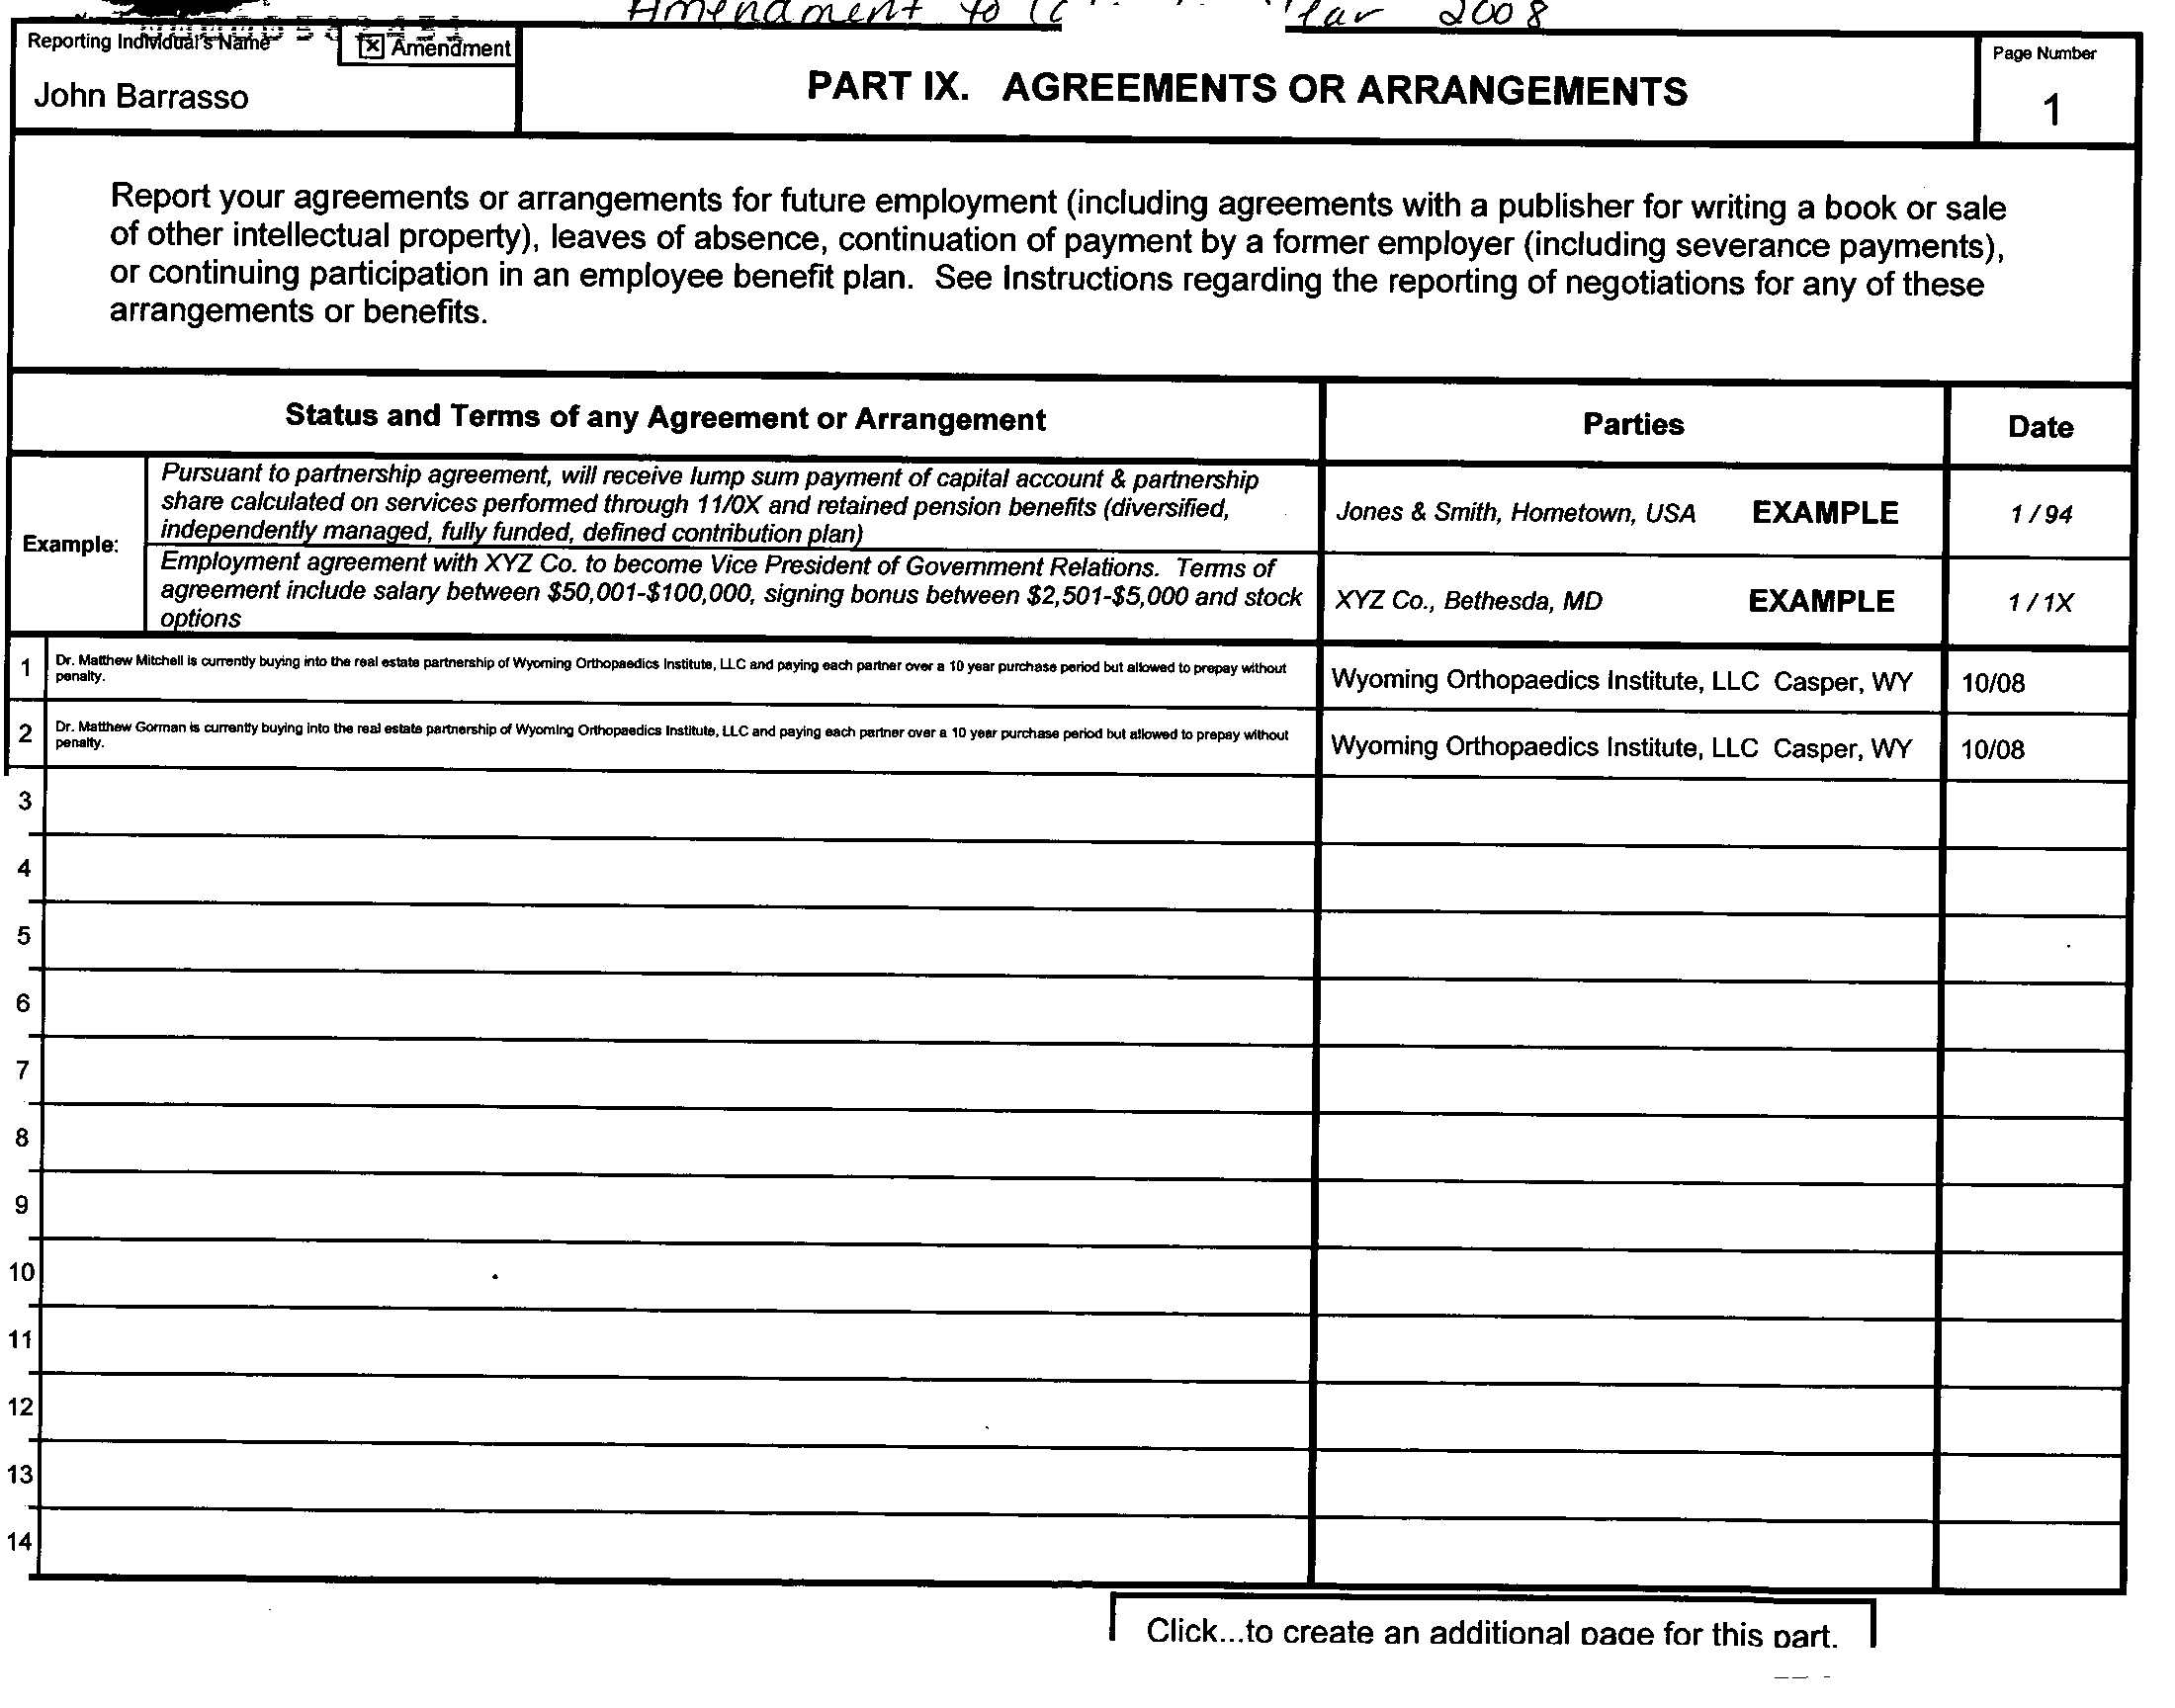 Amendment to 2008
Reporting Individual's Name
Amendment
John Barrasso
PART IX. AGREEMENTS OR ARRANGEMENTS
Page Number
1
Report your agreements or arrangements for future employment (including agreements with a publisher for writing a book or sale
of other intellectual property), leaves of absence, continuation of payment by a former employer (including severance payments),
or continuing participation in an employee benefit plan. See Instructions regarding the reporting of negotiations for any of these
arrangements or benefits.
Status and Terms of any Agreement or Arrangement
Parties
Date
Example:
Pursuant to partnership agreement, will receive lump sum payment of capital account & partnership
share calculated on services performed through 11/0X and retained pension benefits (diversified,
independently managed, fully funded, defined contribution plan)
Jones & Smith, Hometown, USA EXAMPLE
1 / 94
Employment agreement with XYZ Co. to become Vice President of Government Relations. Terms of
agreement include salary between $50,001-$100,000, signing bonus between $2,501-$5,000 and stock
options
XYZ Co., Bethesda, MD EXAMPLE
1 / 1X
1
Dr. Matthew Mitchell is currently buying into the real estate partnership of Wyoming Orthopaedics Institute, LLC and paying each partner over a 10 year purchase period but allowed to prepay without
penalty.
Wyoming Orthopaedics Institute, LLC Casper, WY
10/08
2
Dr. Matthew Gorman is currently buying into the real estate partnership of Wyoming Orthopaedics Institute, LLC and paying each partner over a 10 year purchase period but allowed to prepay without
penalty.
Wyoming Orthopaedics Institute, LLC Casper, WY
10/08
3
4
5
6
7
8
9
10
11
12
13
14
Click...to create an additional page for this part.